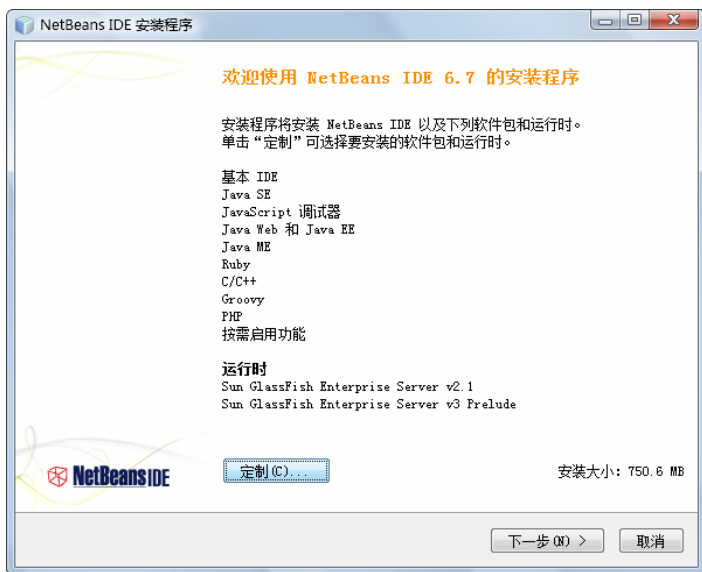 NetBeans IDE 安装程序
欢迎使用 NetBeans IDE 6.7 的安装程序
安装程序将安装 NetBeans IDE 以及下列软件包和运行时。
单击“定制”可选择要安装的软件包和运行时。
基本 IDE
Java SE
JavaScript 调试器
Java Web 和 Java EE
Java ME
Ruby
C/C++
Groovy
PHP
按需启用功能
运行时
Sun GlassFish Enterprise Server v2.1
Sun GlassFish Enterprise Server v3 Prelude
NetBeans IDE
定制(C)...
安装大小: 750.6 MB
下一步(N) >
取消